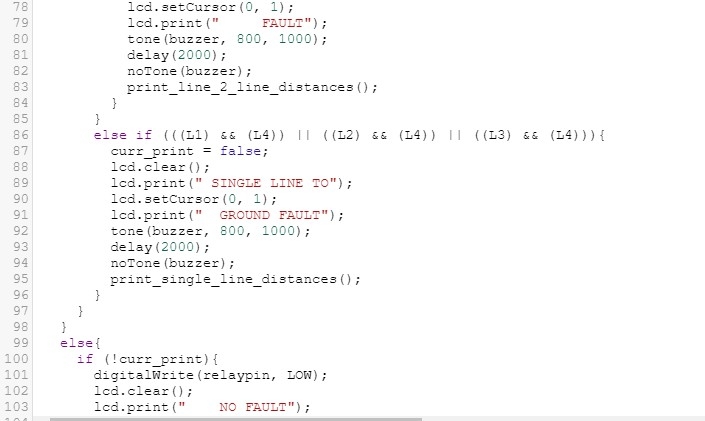 78 lcd.setCursor(0, 1);
79 lcd.print("      FAULT");
80 tone(buzzer, 800, 1000);
81 delay(2000);
82 noTone(buzzer);
83 print_line_2_line_distances();
84 }
85 }
86 else if (((L1) && (L4)) || ((L2) && (L4)) || ((L3) && (L4))){
87 curr_print = false;
88 lcd.clear();
89 lcd.print(" SINGLE LINE TO");
90 lcd.setCursor(0, 1);
91 lcd.print("  GROUND FAULT");
92 tone(buzzer, 800, 1000);
93 delay(2000);
94 noTone(buzzer);
95 print_single_line_distances();
96 }
97 }
98 }
99 else{
100 if (!curr_print){
101 digitalWrite(relaypin, LOW);
102 lcd.clear();
103 lcd.print("    NO FAULT");